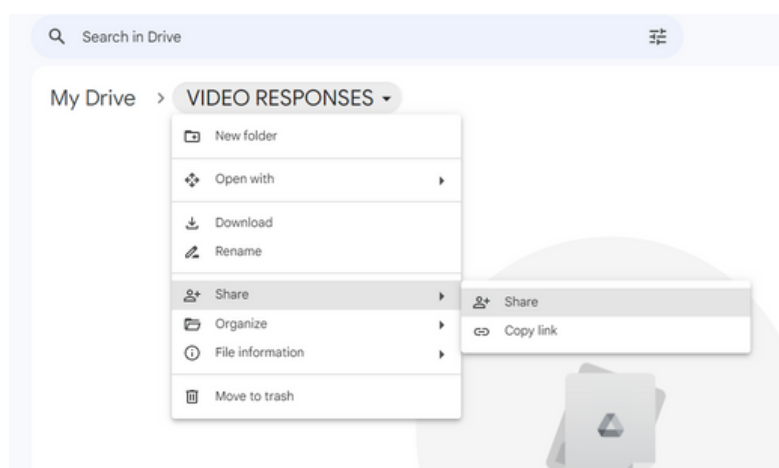 Search in Drive
My Drive > VIDEO RESPONSES
New folder
Open with
Download
Rename
Share
Share
Organize
Copy link
File information
Move to trash